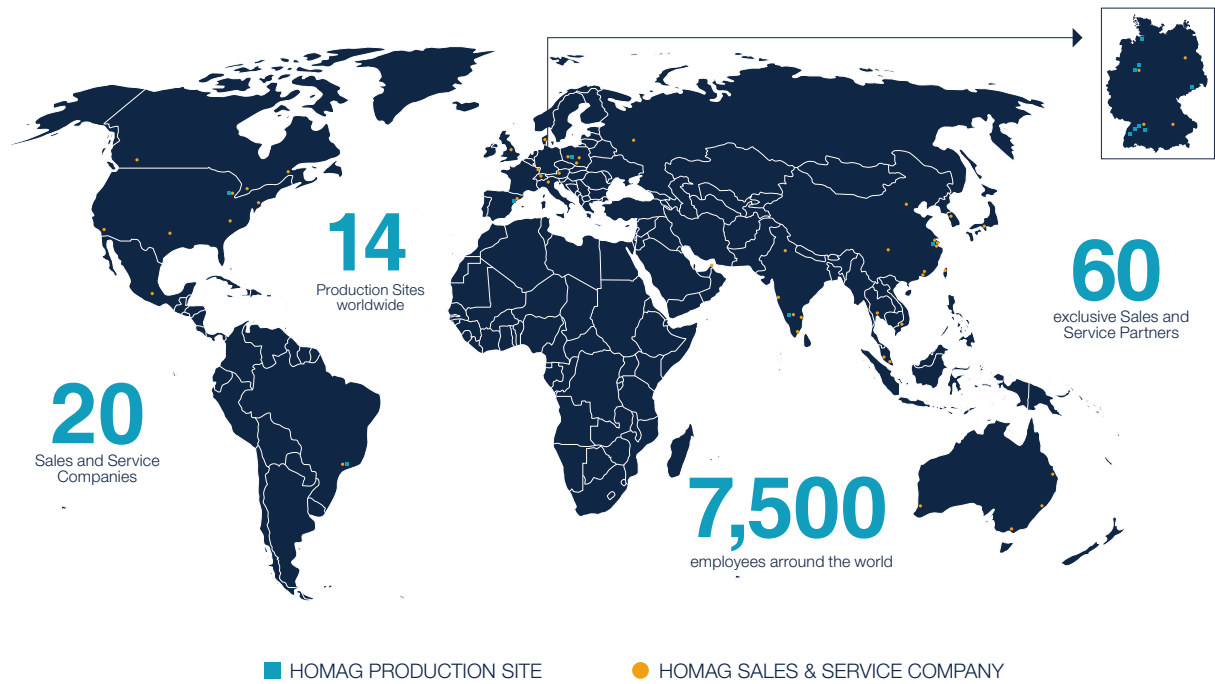 14
Production Sites
worldwide
60
exclusive Sales and
Service Partners
20
Sales and Service
Companies
7,500
employees arround the world
HOMAG PRODUCTION SITE
HOMAG SALES & SERVICE COMPANY